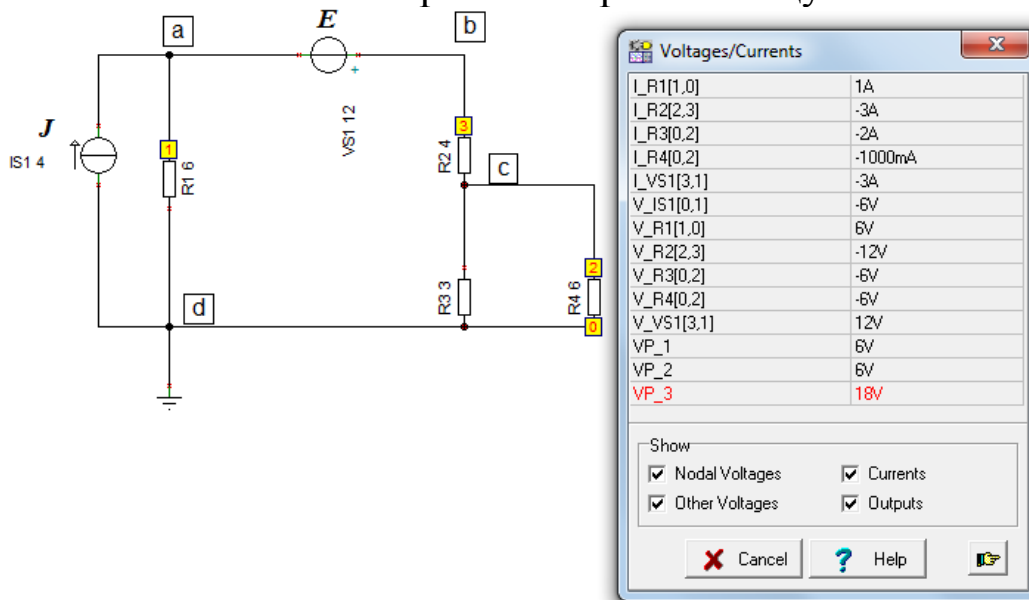 a
E
b
+
VS1 12
J
IS1 4
1
R1 6
3
R2 4
c
R3 3
2
R4 6
0
d
Voltages/Currents
I_R1[1,0] 1A
I_R2[2,3] -3A
I_R3[0,2] -2A
I_R4[0,2] -1000mA
I_VS1[3,1] -3A
V_IS1[0,1] -6V
V_R1[1,0] 6V
V_R2[2,3] -12V
V_R3[0,2] -6V
V_R4[0,2] -6V
V_VS1[3,1] 12V
VP_1 6V
VP_2 6V
VP_3 18V
Show
Nodal Voltages Currents
Other Voltages Outputs
Cancel ? Help